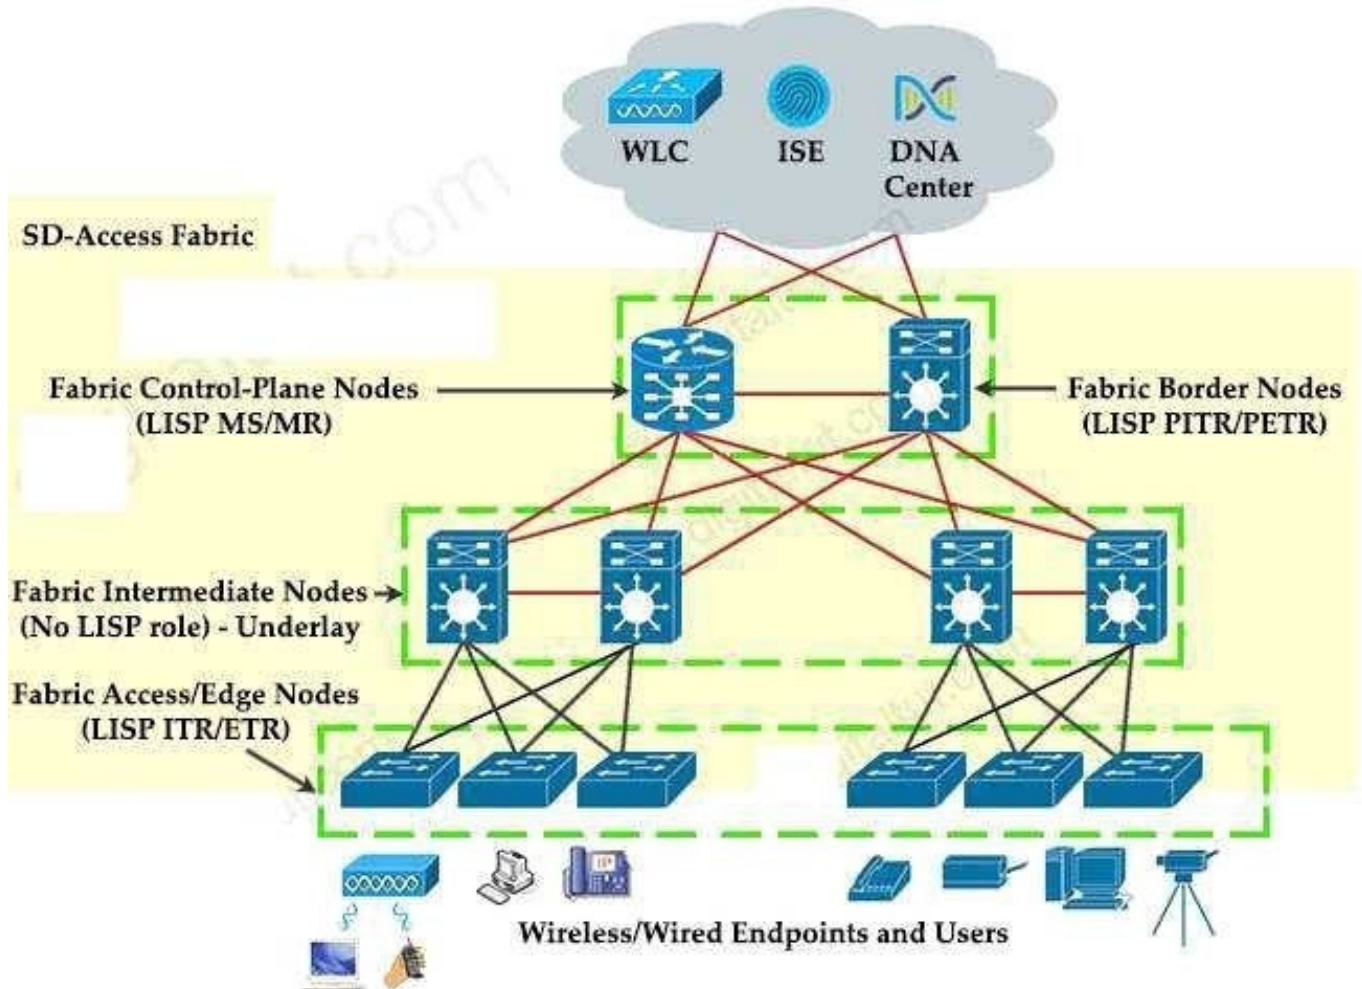 WLC
ISE
DNA
Center
SD-Access Fabric
Fabric Control-Plane Nodes
(LISP MS/MR)
Fabric Border Nodes
(LISP PITR/PETR)
Fabric Intermediate Nodes
(No LISP role) - Underlay
Fabric Access/Edge Nodes
(LISP ITR/ETR)
Wireless/Wired Endpoints and Users